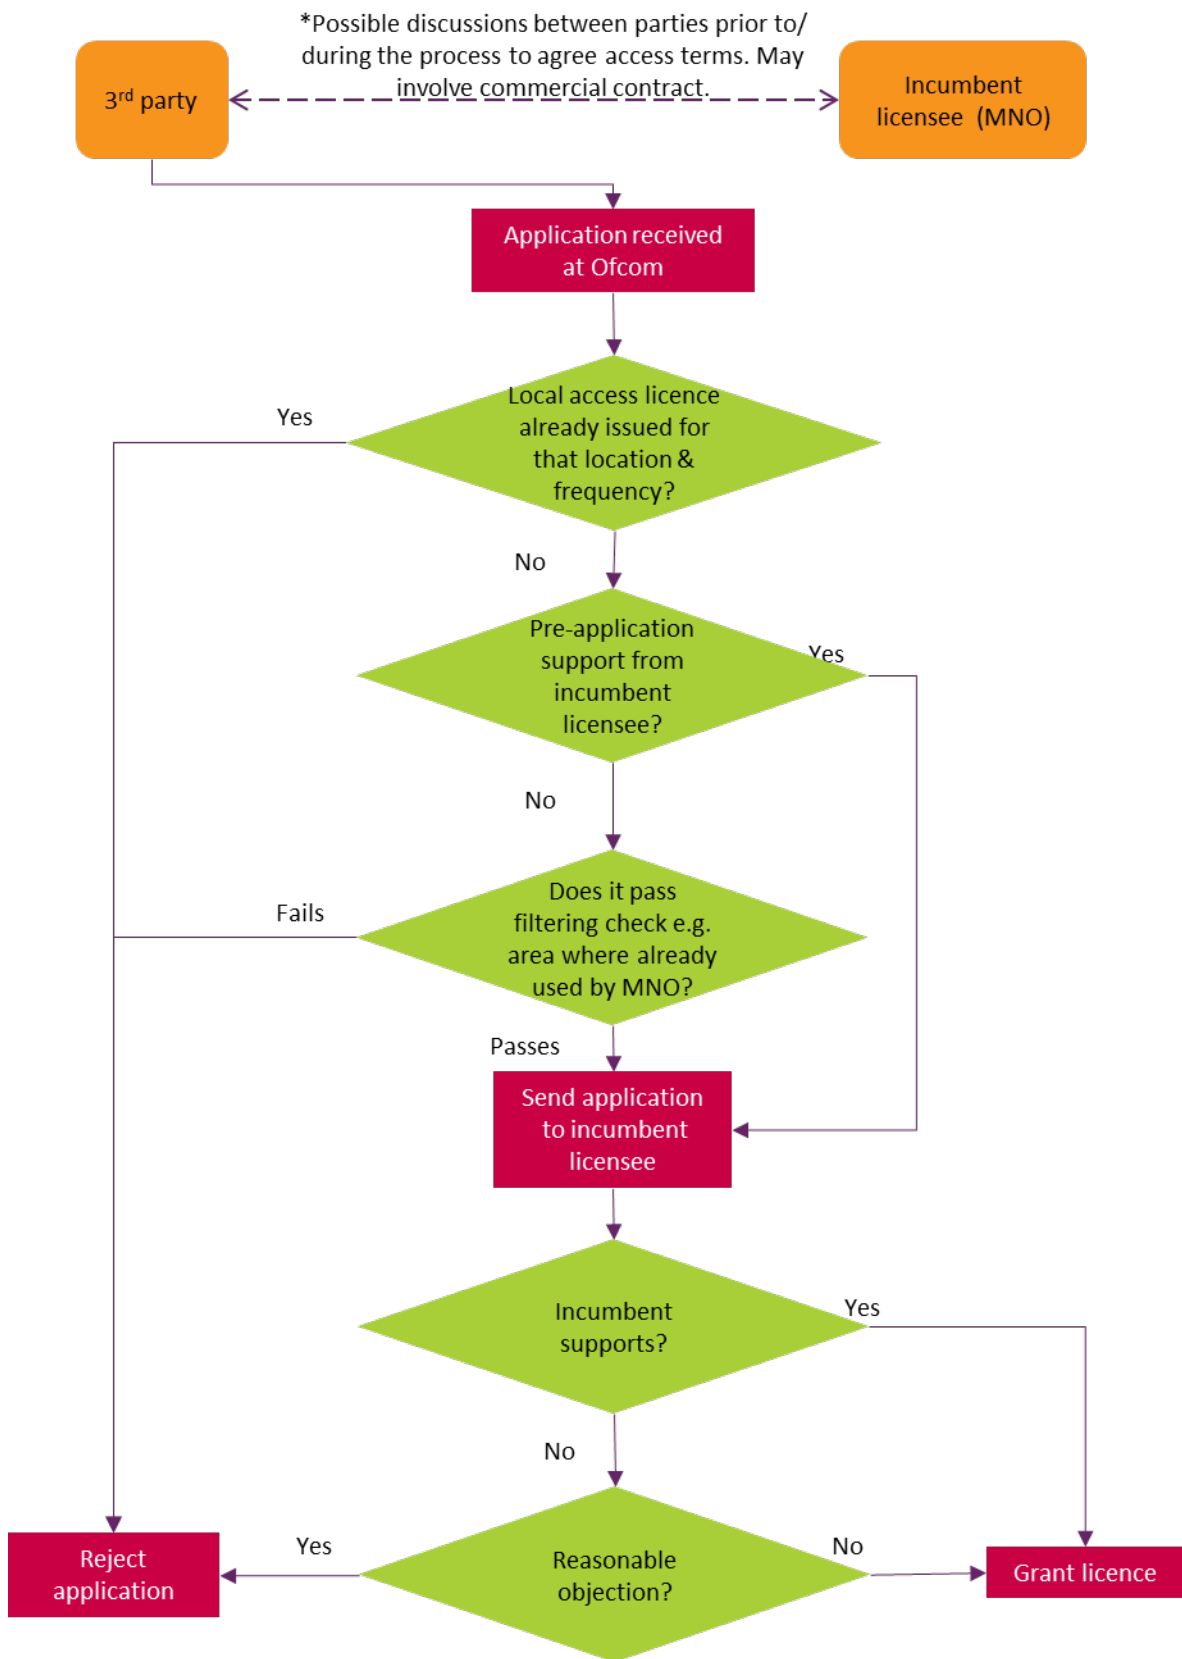 *Possible discussions between parties prior to/
during the process to agree access terms. May
involve commercial contract.
3rd party
Incumbent
licensee (MNO)
Application received
at Ofcom
Local access licence
already issued for
that location &
frequency?
Yes
No
Pre-application
support from
incumbent
licensee?
Yes
No
Does it pass
filtering check e.g.
area where already
used by MNO?
Fails
Passes
Send application
to incumbent
licensee
Incumbent
supports?
Yes
No
Reasonable
objection?
Yes
No
Reject
application
Grant licence